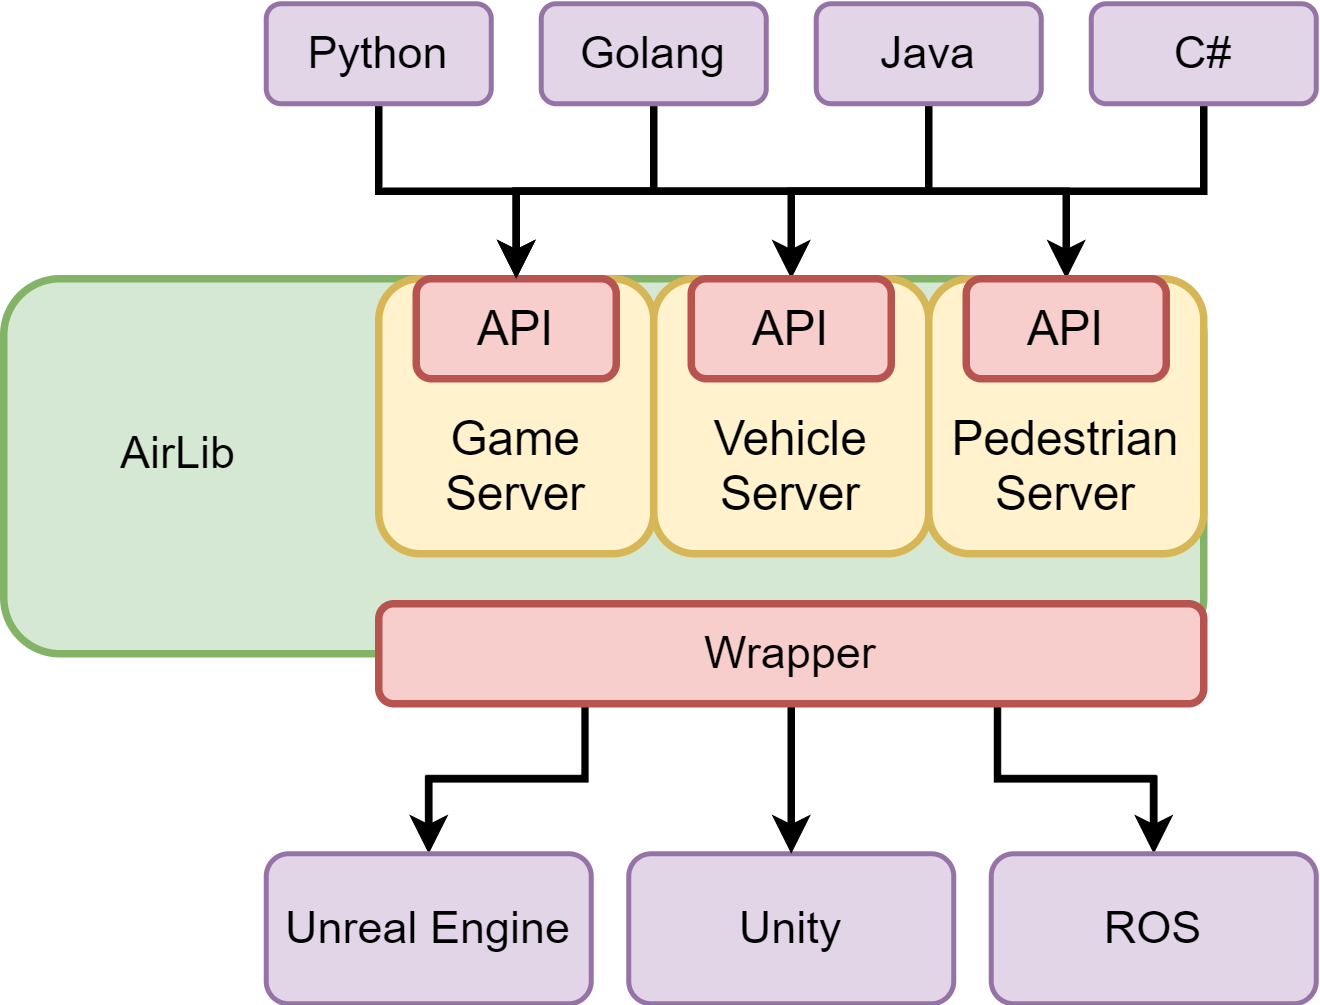 Python
Golang
Java
C#
API
API
API
AirLib
Game
Server
Vehicle
Server
Pedestrian
Server
Wrapper
Unreal Engine
Unity
ROS